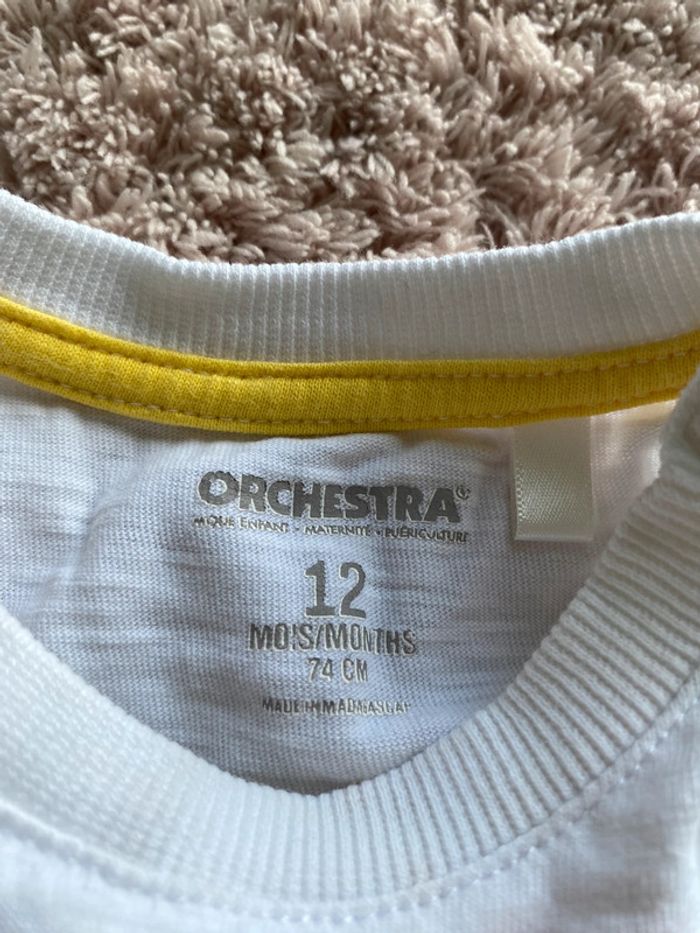 ORCHESTRA®
MODE ENFANT • MATERNITÉ • PUÉRICULTURE
12
MOIS/MONTHS
74 CM
MADE IN MADAGASCAR